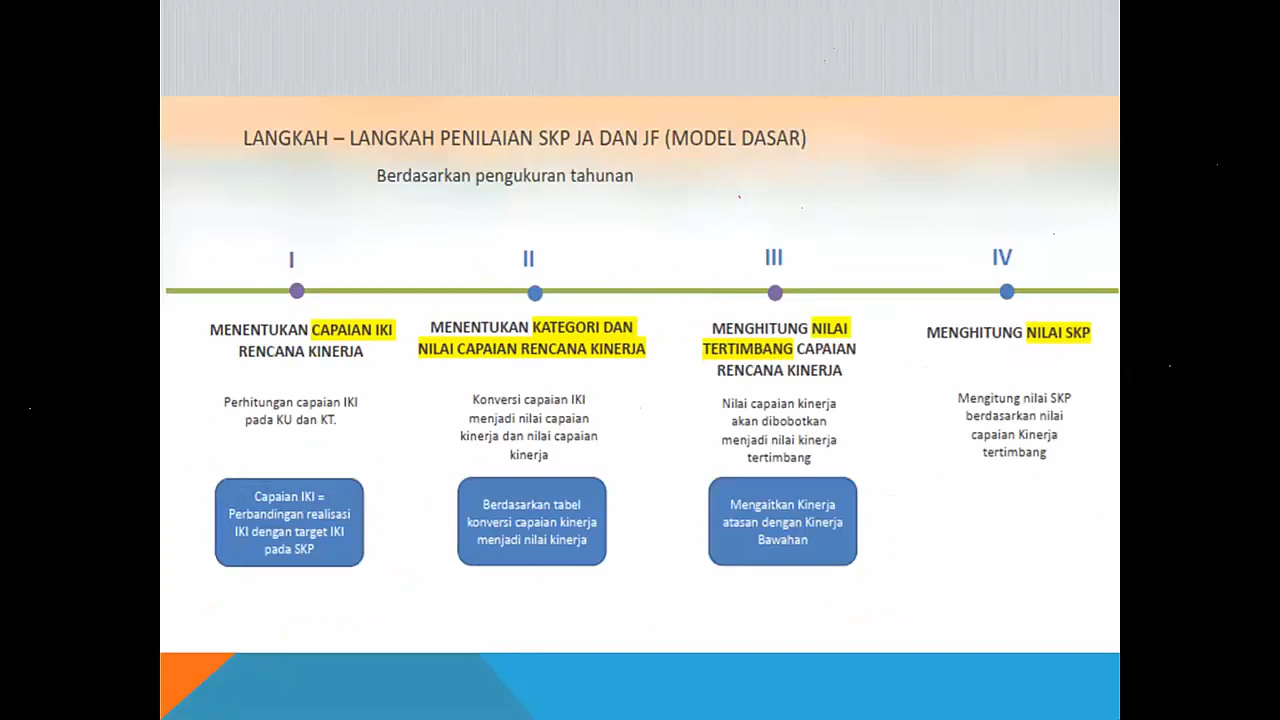 LANGKAH – LANGKAH PENILAIAN SKP JA DAN JF (MODEL DASAR)
Berdasarkan pengukuran tahunan
I
MENENTUKAN CAPAIAN IKI
RENCANA KINERJA
Perhitungan capaian IKI
pada KU dan KT.
Capaian IKI =
Perbandingan realisasi
IKI dengan target IKI
pada SKP
II
MENENTUKAN KATEGORI DAN
NILAI CAPAIAN RENCANA KINERJA
Konversi capaian IKI
menjadi nilai capaian
kinerja dan nilai capaian
kinerja
Berdasarkan tabel
konversi capaian kinerja
menjadi nilai kinerja
III
MENGHITUNG NILAI
TERTIMBANG CAPAIAN
RENCANA KINERJA
Nilai capaian kinerja
akan dibobotkan
menjadi nilai kinerja
tertimbang
Mengaitkan Kinerja
atasan dengan Kinerja
Bawahan
IV
MENGHITUNG NILAI SKP
Mengitung nilai SKP
berdasarkan nilai
capaian Kinerja
tertimbang